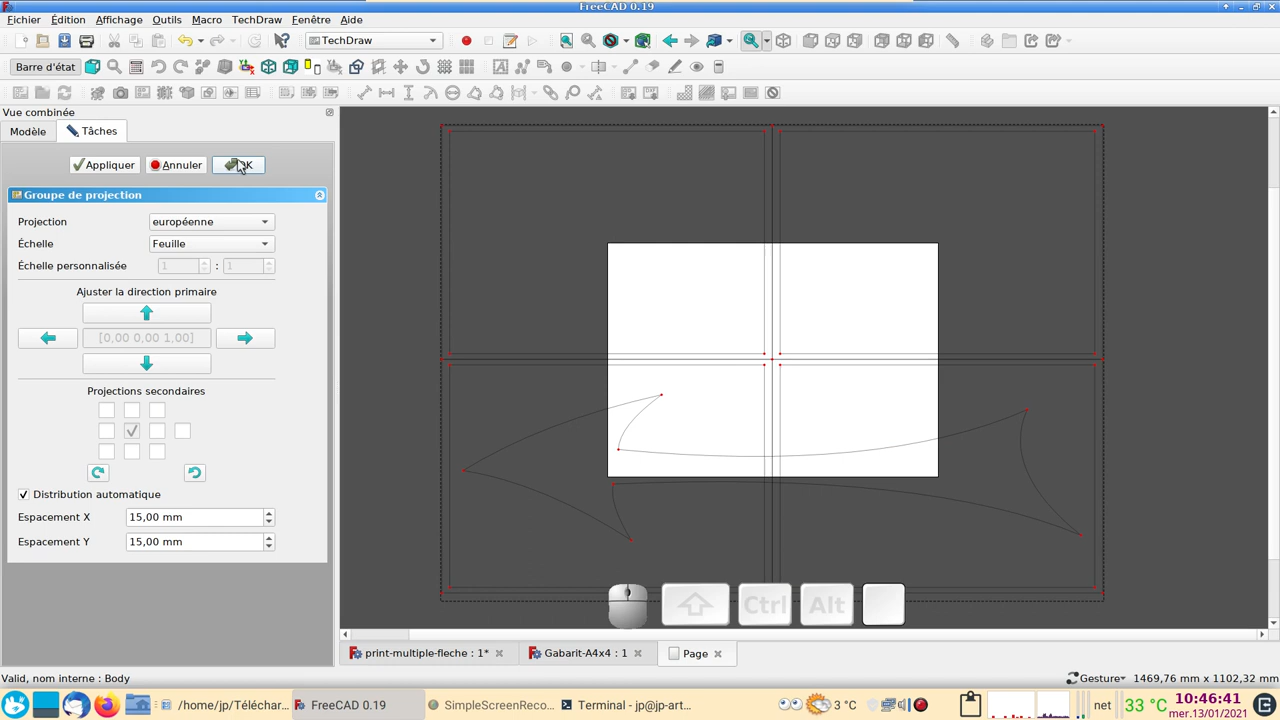 FreeCAD 0.19
Fichier Édition Affichage Outils Macro TechDraw Fenêtre Aide
TechDraw
Barre d'état
Vue combinée
Modèle Tâches
Appliquer Annuler OK
Groupe de projection
Projection européenne
Échelle Feuille
Échelle personnalisée 1 : 1
Ajuster la direction primaire
[0,00 0,00 1,00]
Projections secondaires
Distribution automatique
Espacement X 15,00 mm
Espacement Y 15,00 mm
Ctrl Alt
print-multiple-fleche : 1* Gabarit-A4x4 : 1 Page
Valid, nom interne : Body Gesture 1469,76 mm x 1102,32 mm
/home/jp/Téléchar... FreeCAD 0.19 SimpleScreenReco... Terminal - jp@jp-art... 3 °C net 33 °C 10:46:41
mer.13/01/2021